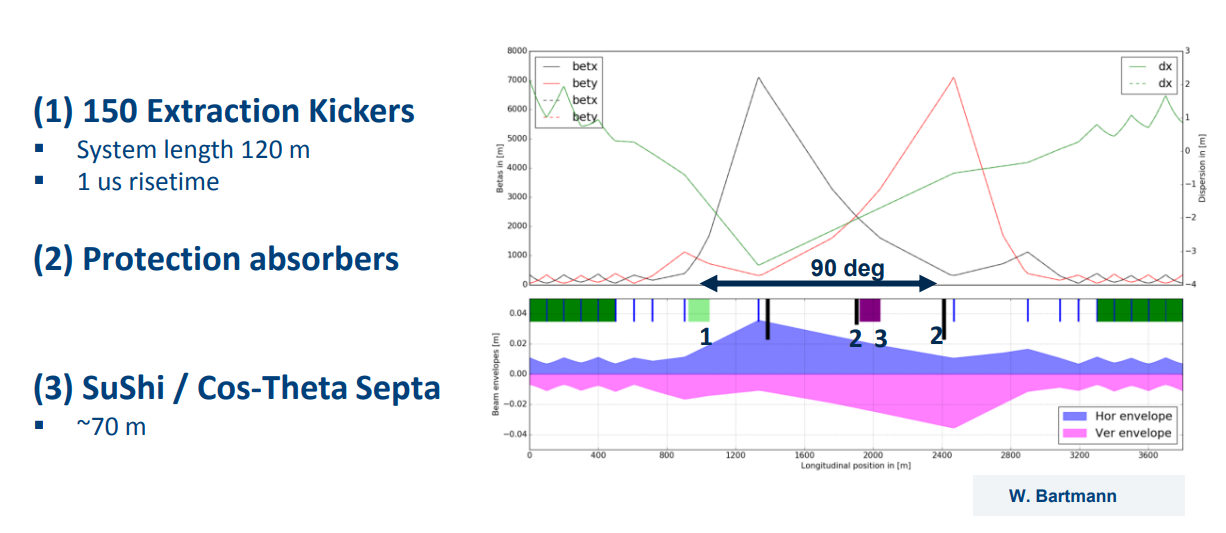 (1) 150 Extraction Kickers
▪ System length 120 m
▪ 1 us risetime
(2) Protection absorbers
(3) SuShi / Cos-Theta Septa
▪ ~70 m
8000
7000
6000
5000
4000
3000
2000
1000
0
Betas in [m]
betx
bety
betx
bety
dx
dx
3
2
1
0
−1
−2
−3
−4
Dispersion in [m]
90 deg
0.04
0.02
0.00
−0.02
−0.04
Beam envelopes [m]
1
2
3
2
Hor envelope
Ver envelope
0 400 800 1200 1600 2000 2400 2800 3200 3600
Longitudinal position in [m]
W. Bartmann